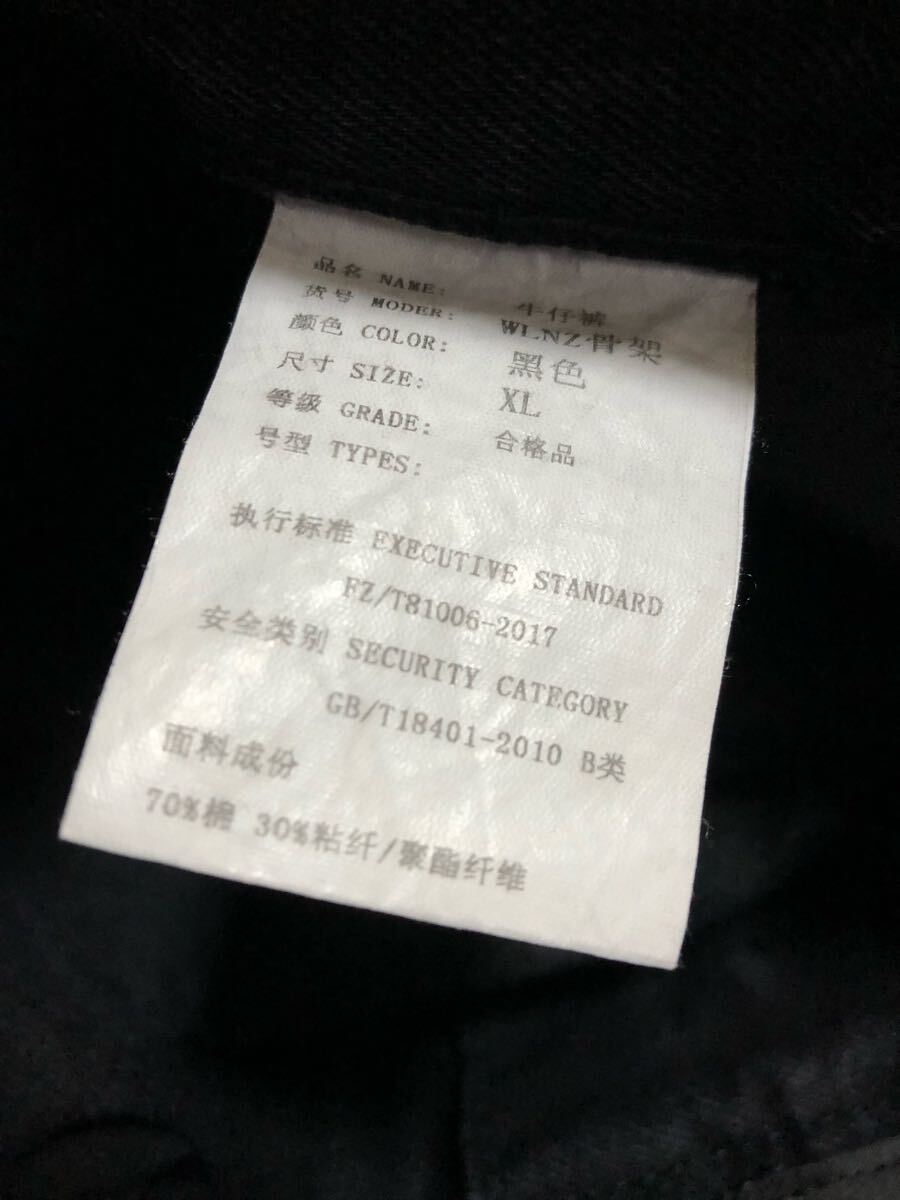 品名 NAME: 牛仔裤
货号 MODER: WLNZ骨架
颜色 COLOR: 黑色
尺寸 SIZE: XL
等级 GRADE: 合格品
号型 TYPES:
执行标准 EXECUTIVE STANDARD
FZ/T81006-2017
安全类别 SECURITY CATEGORY
GB/T18401-2010 B类
面料成份
70%棉 30%粘纤/聚酯纤维